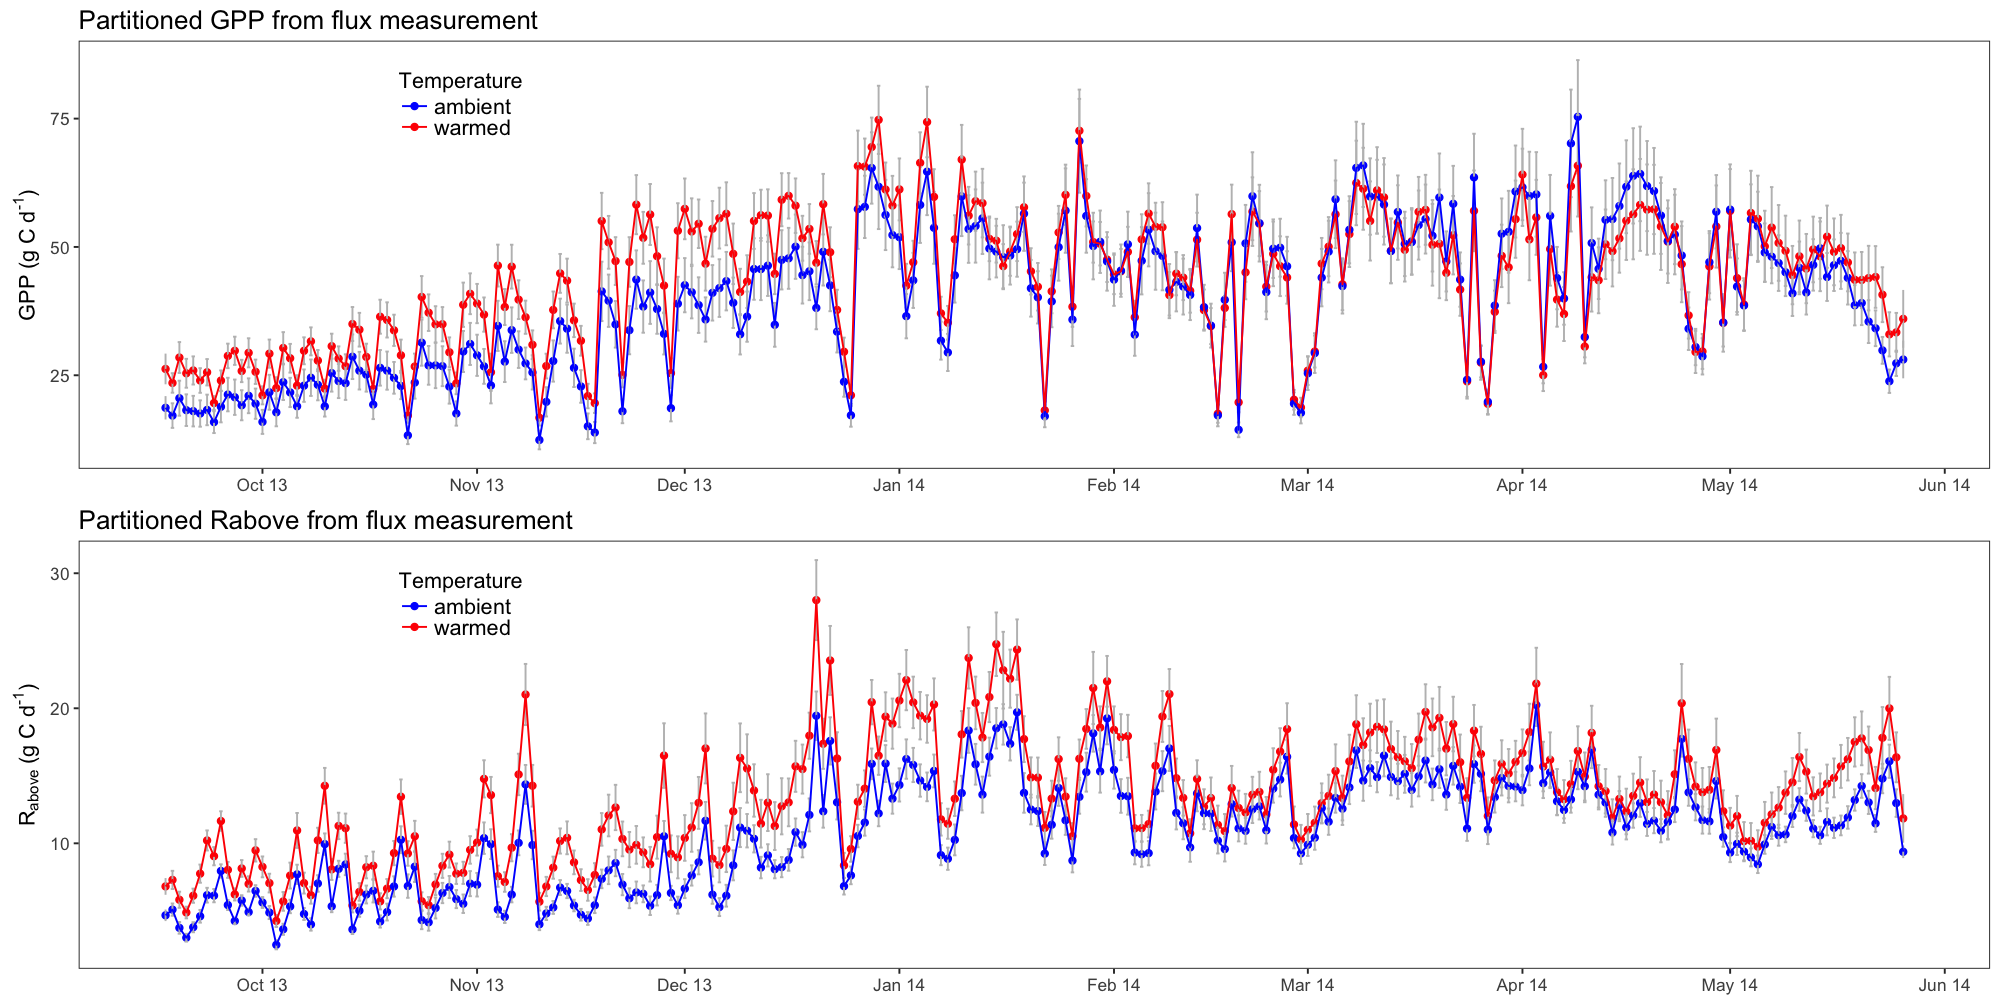 Partitioned GPP from flux measurement
GPP (g C d⁻¹)
75
50
25
Temperature
ambient
warmed
Oct 13 Nov 13 Dec 13 Jan 14 Feb 14 Mar 14 Apr 14 May 14 Jun 14
Partitioned Rabove from flux measurement
Rabove (g C d⁻¹)
30
20
10
Temperature
ambient
warmed
Oct 13 Nov 13 Dec 13 Jan 14 Feb 14 Mar 14 Apr 14 May 14 Jun 14